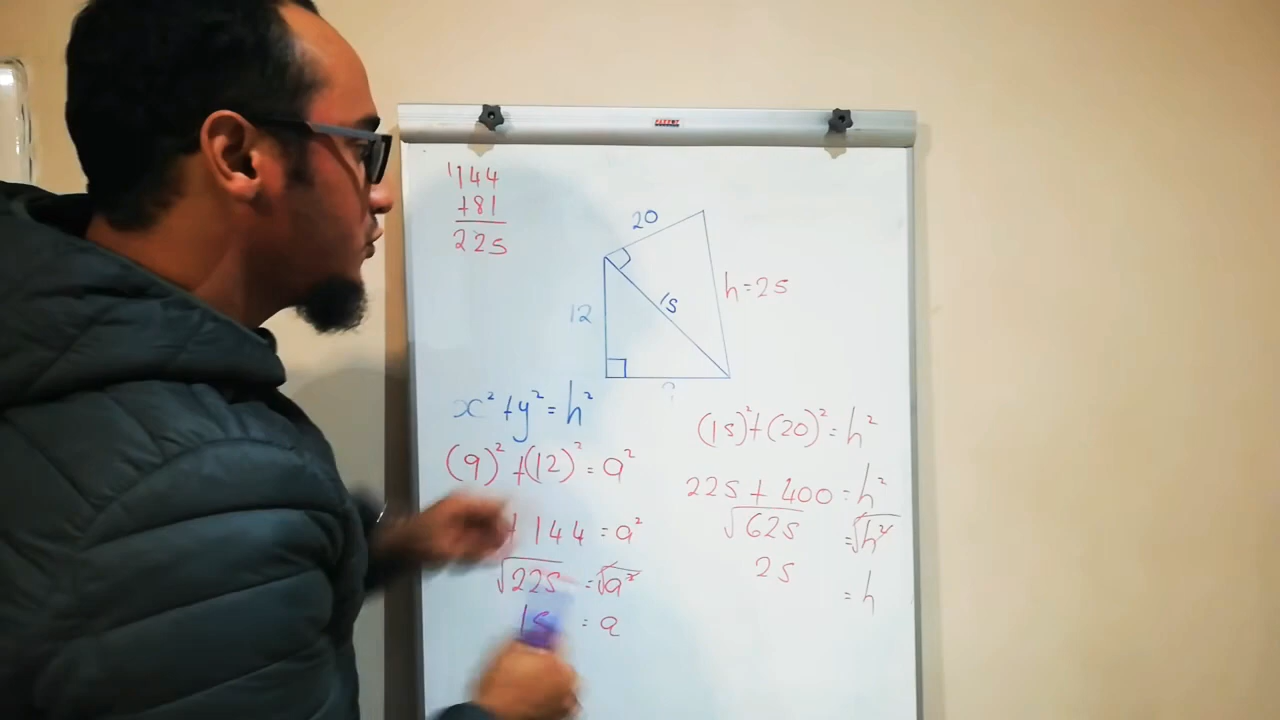 144
+81
225
20
12
15
h=25
?
x²+y²=h²
(9)²+(12)²=a²
+144=a²
√225=√a²
15=a
(15)²+(20)²=h²
225+400=h²
√625=√h²
25=h